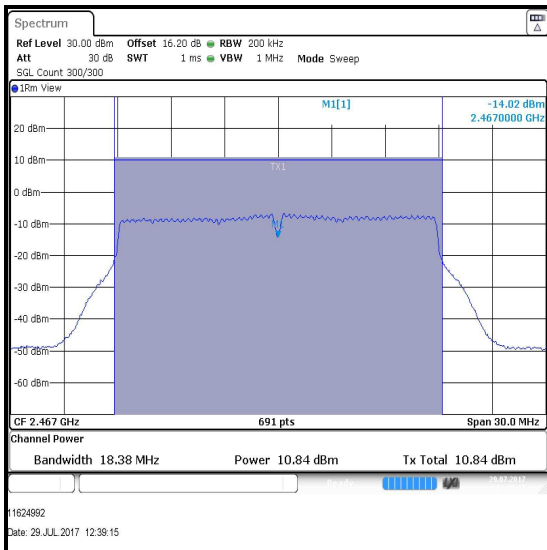 Spectrum
Ref Level 30.00 dBm Offset 16.20 dB RBW 200 kHz
Att 30 dB SWT 1 ms VBW 1 MHz Mode Sweep
SGL Count 300/300
1Rm View
M1[1] -14.02 dBm
2.4670000 GHz
20 dBm
10 dBm
TX1
0 dBm
-10 dBm
M1
-20 dBm
-30 dBm
-40 dBm
-50 dBm
-60 dBm
CF 2.467 GHz 691 pts Span 30.0 MHz
Channel Power
Bandwidth 18.38 MHz Power 10.84 dBm Tx Total 10.84 dBm
Ready 29.07.2017
11624992
Date: 29.JUL.2017 12:39:15